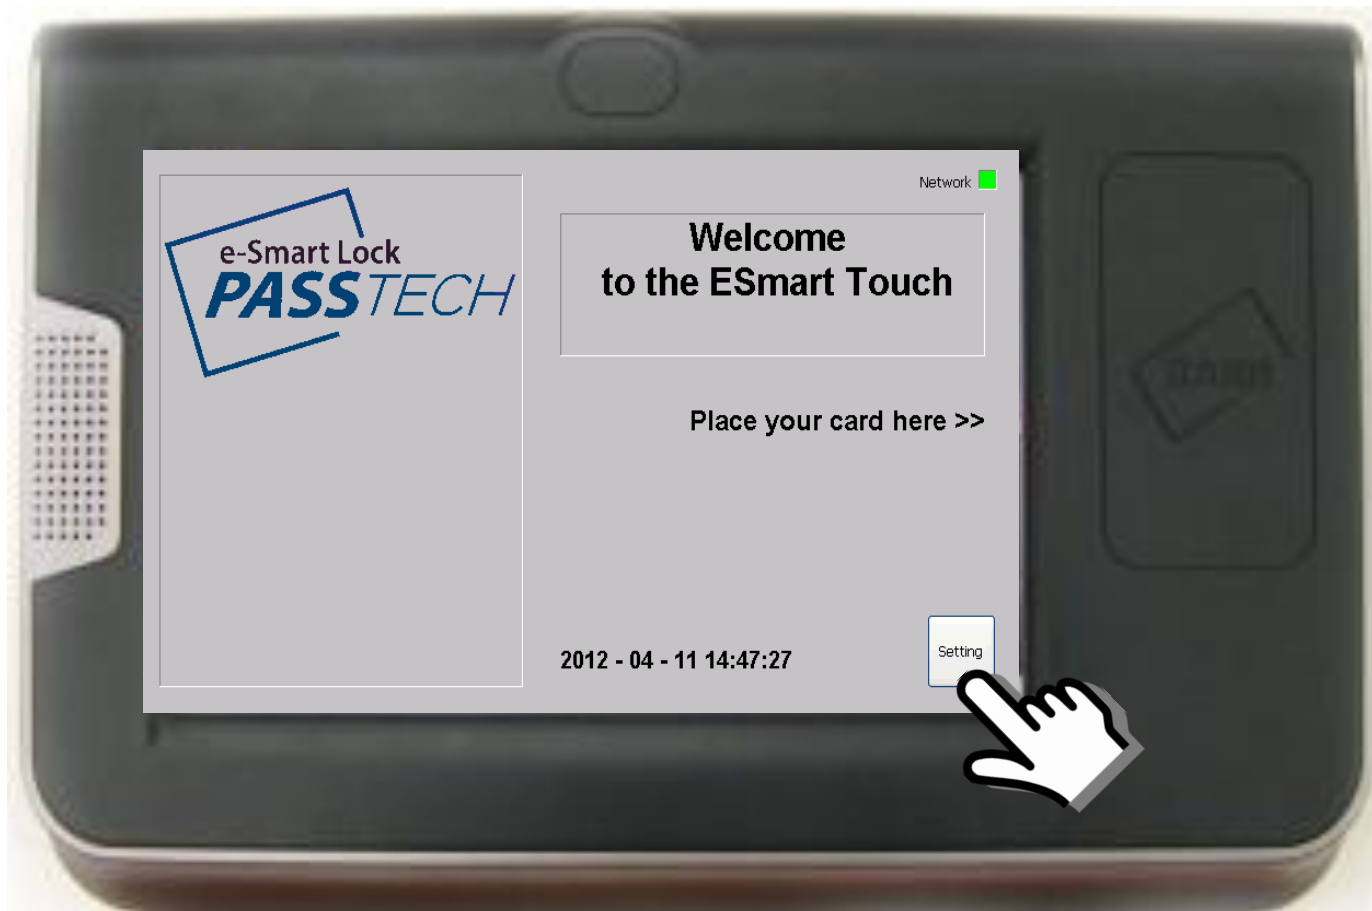 e-Smart Lock
PASSTECH
Network
Welcome
to the ESmart Touch
Place your card here >>
2012 - 04 - 11 14:47:27
Setting